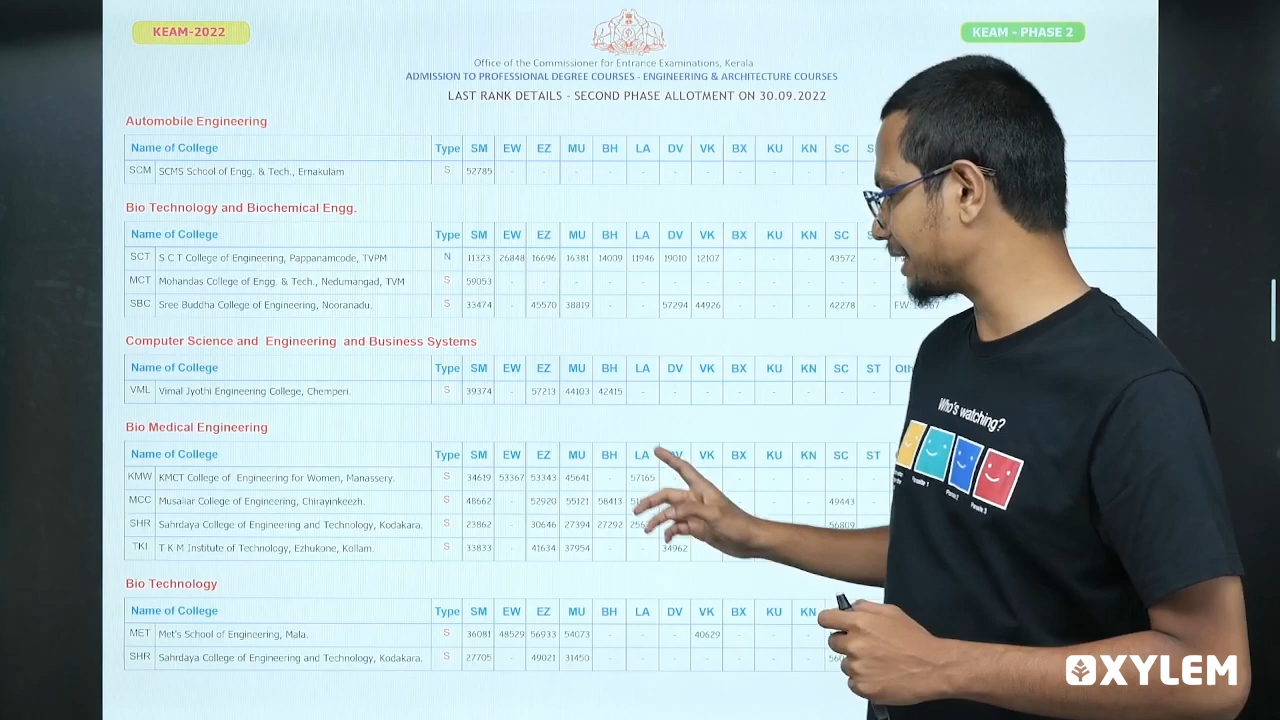 KEAM-2022
KEAM - PHASE 2
Office of the Commissioner for Entrance Examinations, Kerala
ADMISSION TO PROFESSIONAL DEGREE COURSES - ENGINEERING & ARCHITECTURE COURSES
LAST RANK DETAILS - SECOND PHASE ALLOTMENT ON 30.09.2022
Automobile Engineering
Name of College Type SM EW EZ MU BH LA DV VK BX KU KN SC
SCM SCMS School of Engg. & Tech., Ernakulam S 52785 - - - - - - - - - - -
Bio Technology and Biochemical Engg.
Name of College Type SM EW EZ MU BH LA DV VK BX KU KN SC
SCT S C T College of Engineering, Pappanamcode, TVPM N 11323 26848 16696 16381 14009 11946 19010 12107 - - - 43572
MCT Mohandas College of Engg. & Tech., Nedumangad, TVM S 59053 - - - - - - - - - - -
SBC Sree Buddha College of Engineering, Nooranadu. S 33474 - 45570 38819 - - 57294 44926 - - - 42278 - FW
Computer Science and Engineering and Business Systems
Name of College Type SM EW EZ MU BH LA DV VK BX KU KN SC ST
VML Vimal Jyothi Engineering College, Chemperi. S 39374 - 57213 44103 42415 - - - - - - - -
Bio Medical Engineering
Name of College Type SM EW EZ MU BH LA DV VK BX KU KN SC ST
KMW KMCT College of Engineering for Women, Manassery. S 34619 53367 53343 45641 - 57165 - - - - - - -
MCC Musaliar College of Engineering, Chirayinkeezh. S 48662 - 52920 55121 58413 49443 -
SHR Sahrdaya College of Engineering and Technology, Kodakara. S 23862 - 30646 27394 27292 56809
TKI T K M Institute of Technology, Ezhukone, Kollam. S 33833 - 41634 37954 - - 34962
Bio Technology
Name of College Type SM EW EZ MU BH LA DV VK BX KU KN
MET Met's School of Engineering, Mala. S 36081 48529 56933 54073 - - - 40629 - - -
SHR Sahrdaya College of Engineering and Technology, Kodakara. S 27705 - 49021 31450 - - - - - - -
Who's watching?
XYLEM